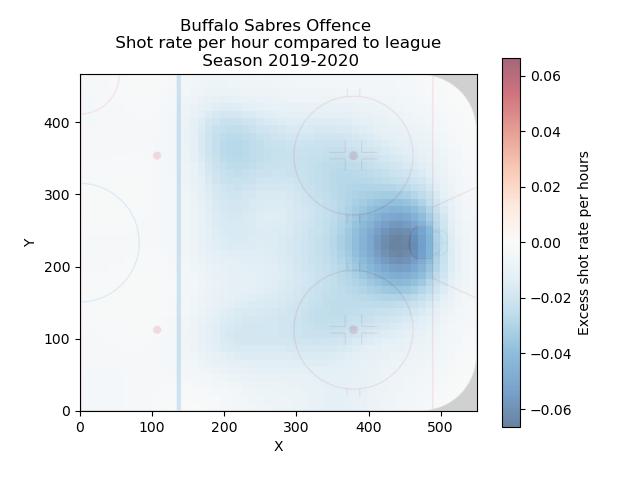 Buffalo Sabres Offence
Shot rate per hour compared to league
Season 2019-2020
Y
400
300
200
100
0
0 100 200 300 400 500
X
0.06
0.04
0.02
0.00
−0.02
−0.04
−0.06
Excess shot rate per hours